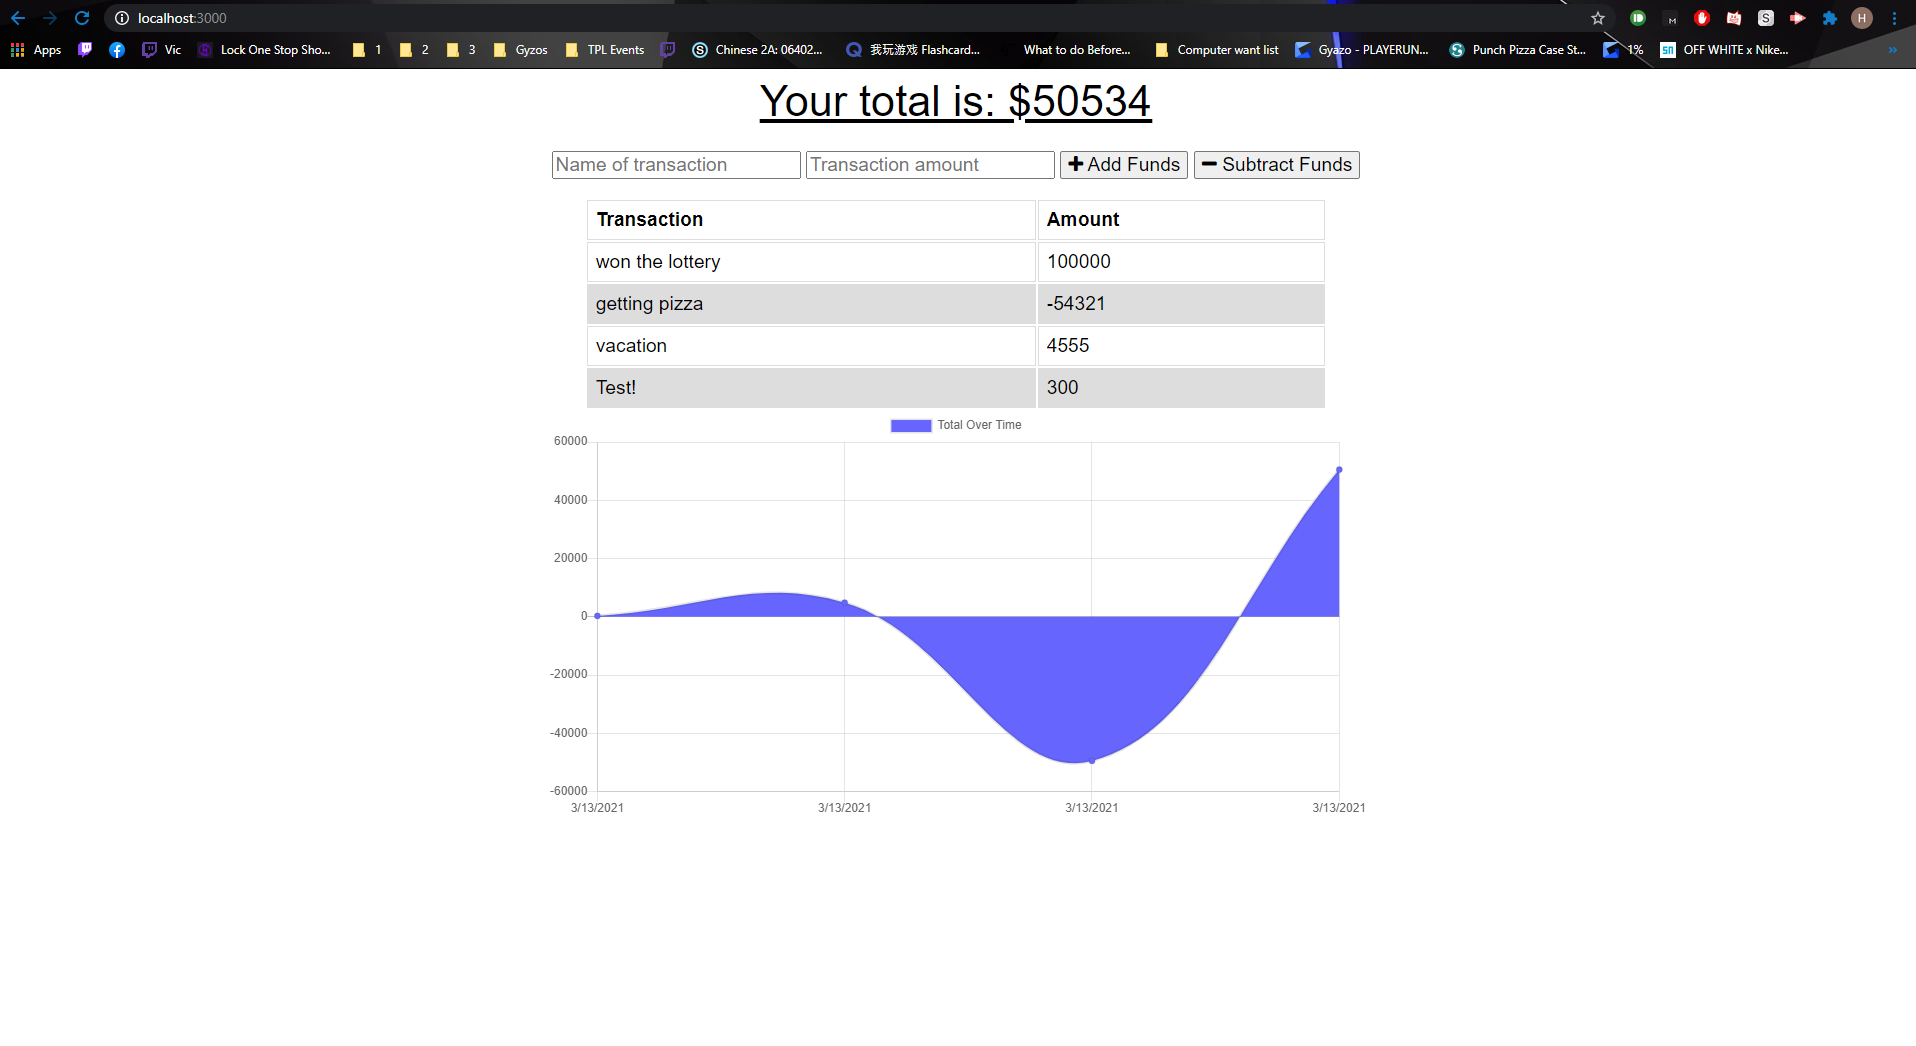 localhost:3000
Apps Vic Lock One Stop Sho... 1 2 3 Gyzos TPL Events Chinese 2A: 06402... 我玩游戏 Flashcard... What to do Before... Computer want list Gyazo - PLAYERUN... Punch Pizza Case St... 1% OFF WHITE x Nike... »
Your total is: $50534
Name of transaction Transaction amount Add Funds Subtract Funds
Transaction Amount
won the lottery 100000
getting pizza -54321
vacation 4555
Test! 300
Total Over Time
60000
40000
20000
0
-20000
-40000
-60000
3/13/2021 3/13/2021 3/13/2021 3/13/2021